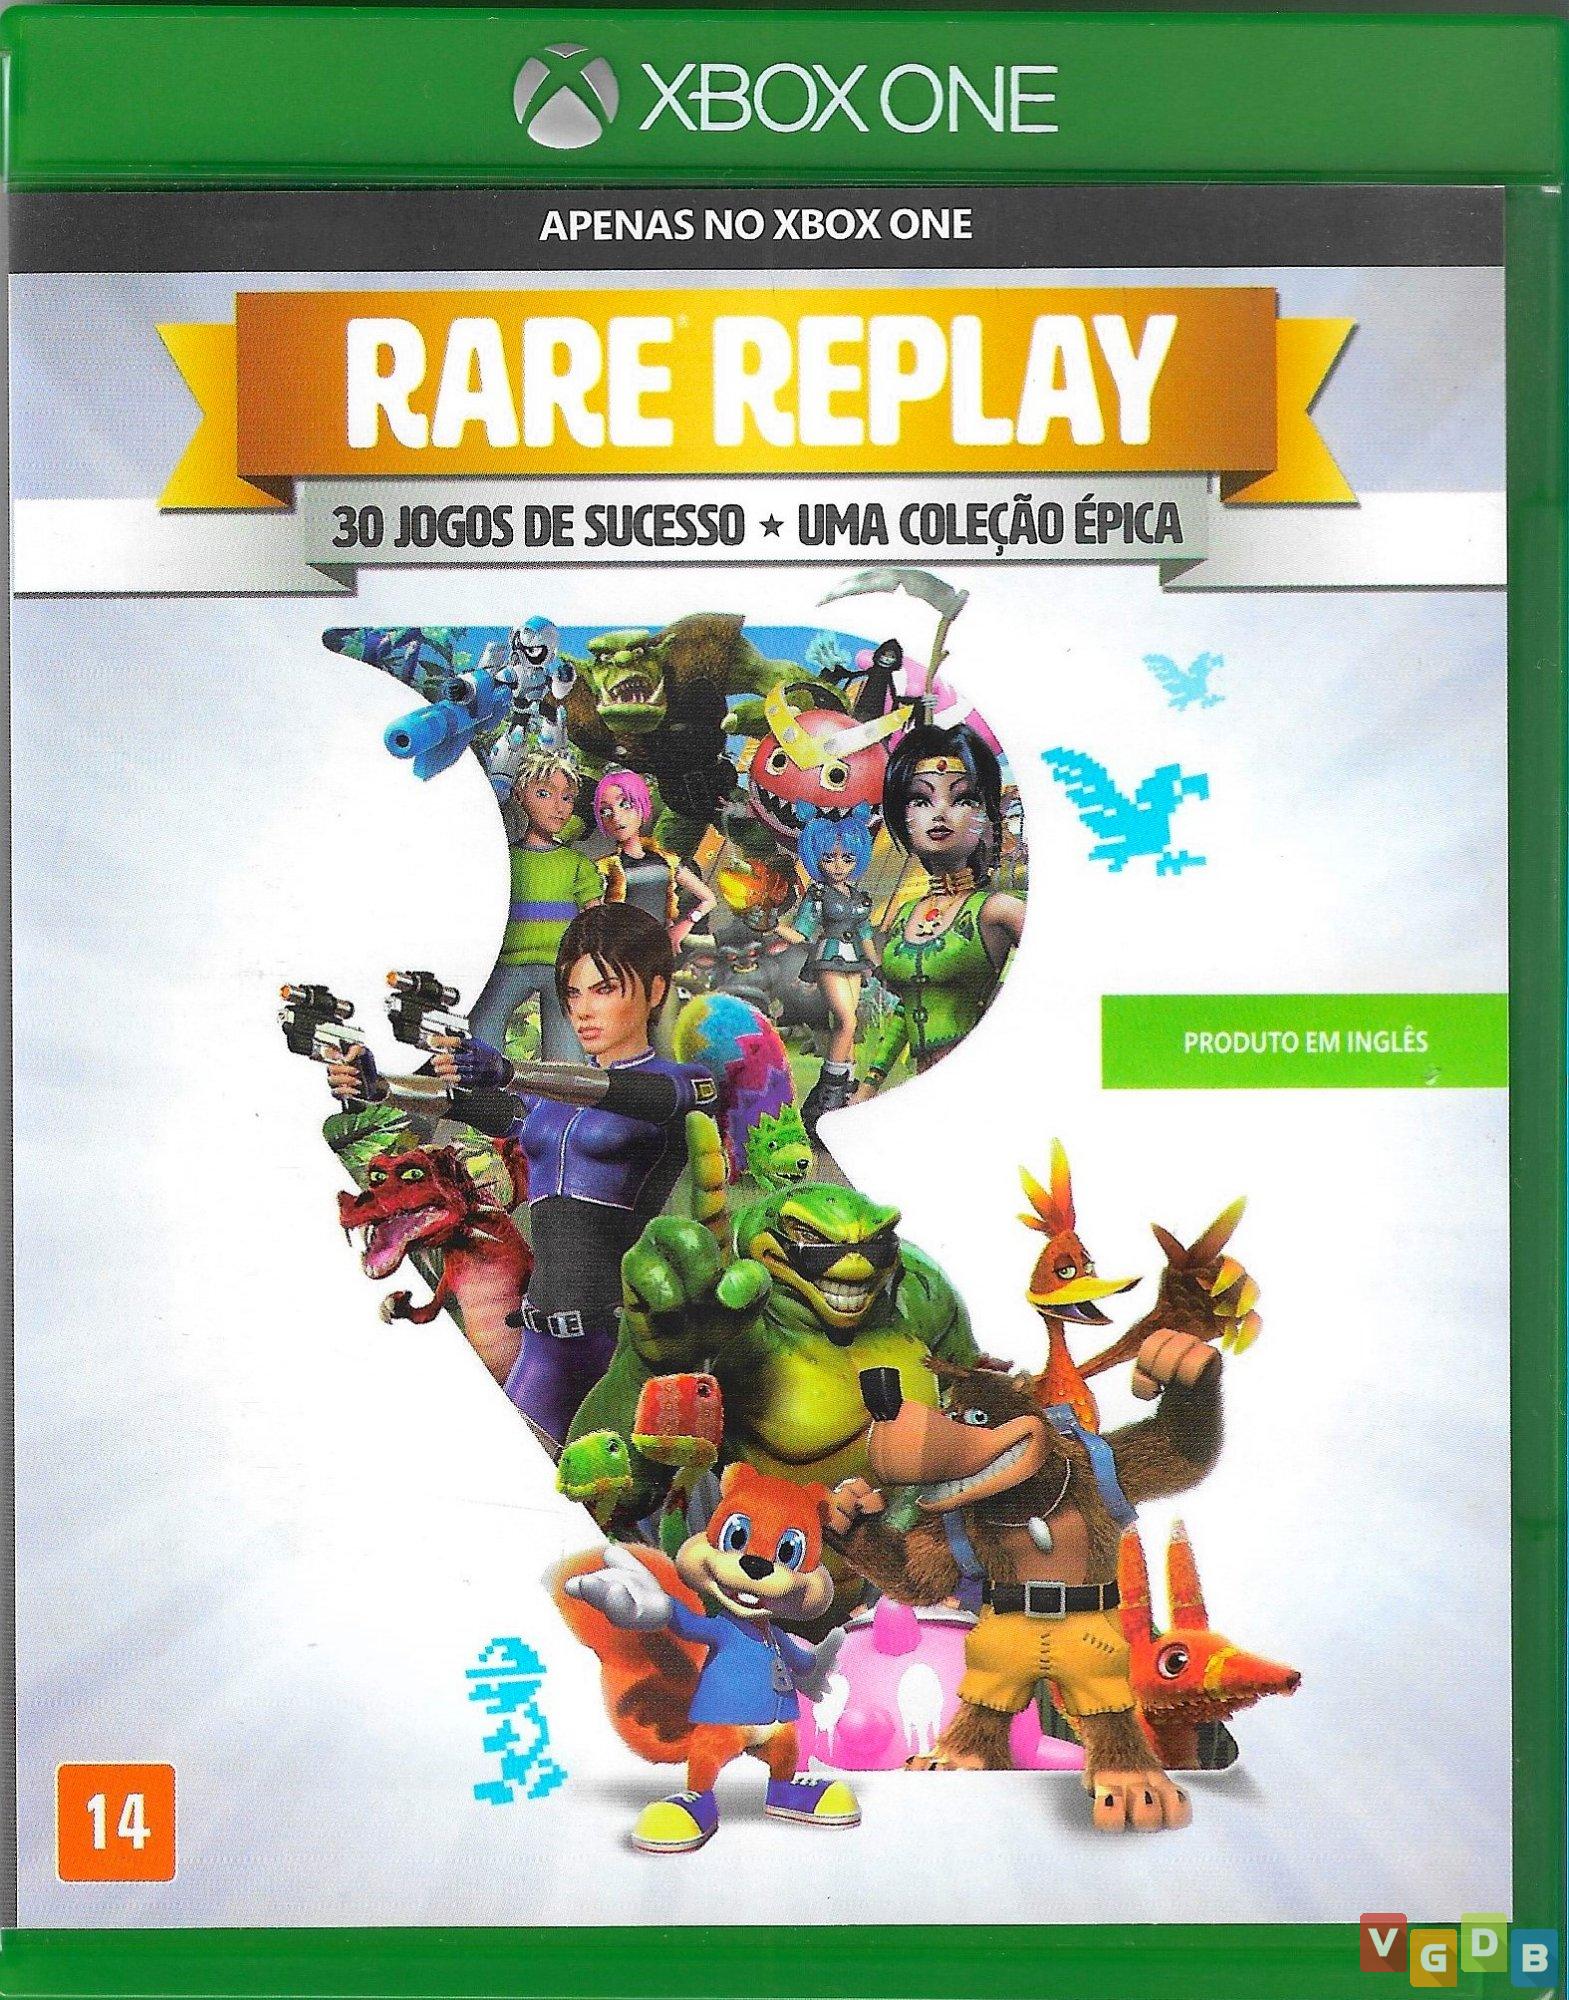 XBOX ONE
APENAS NO XBOX ONE
RARE REPLAY
30 JOGOS DE SUCESSO ★ UMA COLEÇÃO ÉPICA
PRODUTO EM INGLÊS
14
VGDB